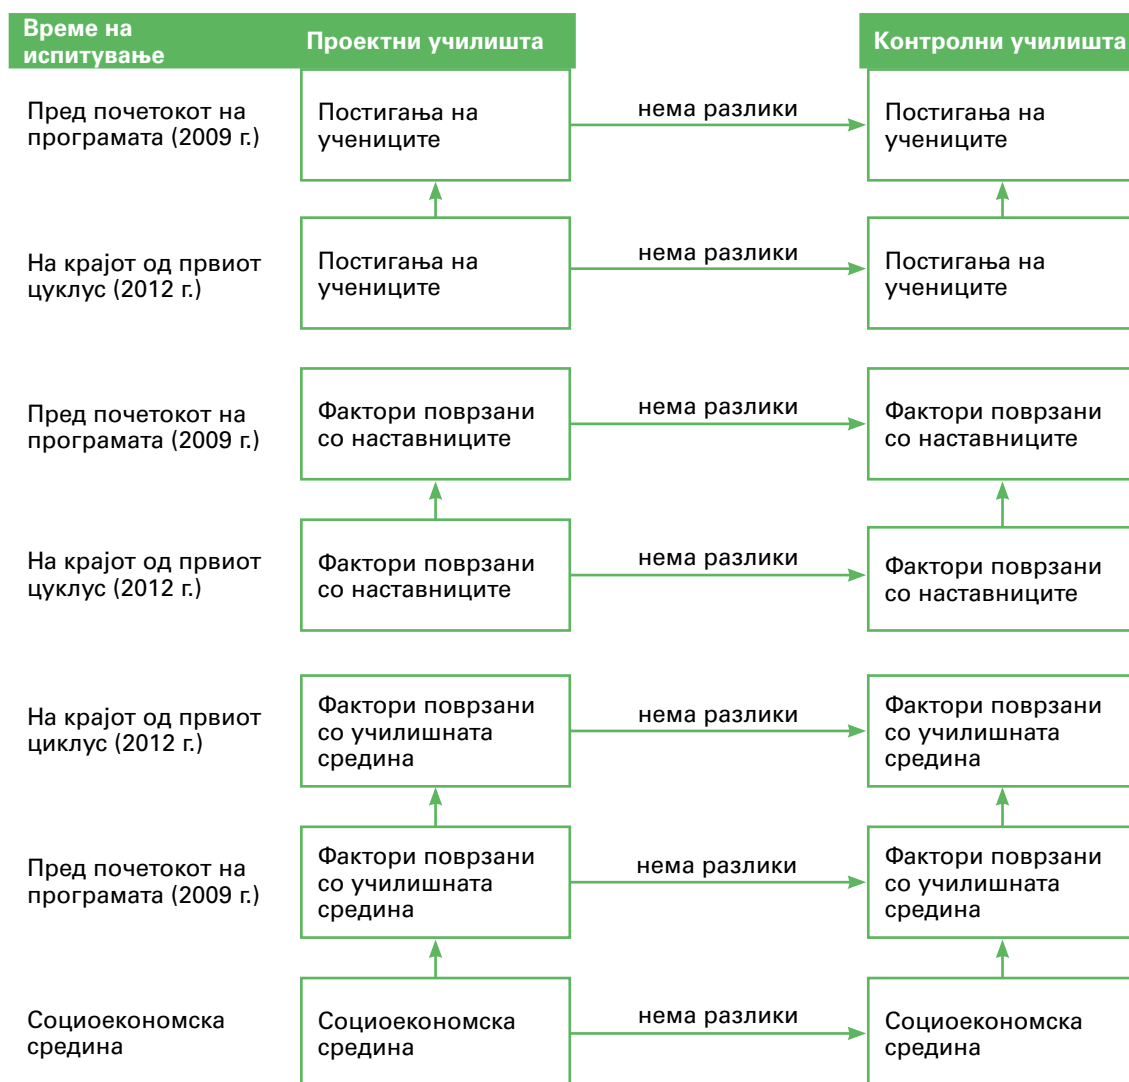 Време на
испитување
Проектни училишта
Контролни училишта
Пред почетокот на
програмата (2009 г.)
Постигања на
учениците
нема разлики
Постигања на
учениците
На крајот од првиот
цуклус (2012 г.)
Постигања на
учениците
нема разлики
Постигања на
учениците
Пред почетокот на
програмата (2009 г.)
Фактори поврзани
со наставниците
нема разлики
Фактори поврзани
со наставниците
На крајот од првиот
цуклус (2012 г.)
Фактори поврзани
со наставниците
нема разлики
Фактори поврзани
со наставниците
На крајот од првиот
циклус (2012 г.)
Фактори поврзани
со училишната
средина
нема разлики
Фактори поврзани
со училишната
средина
Пред почетокот на
програмата (2009 г.)
Фактори поврзани
со училишната
средина
нема разлики
Фактори поврзани
со училишната
средина
Социоекономска
средина
Социоекономска
средина
нема разлики
Социоекономска
средина